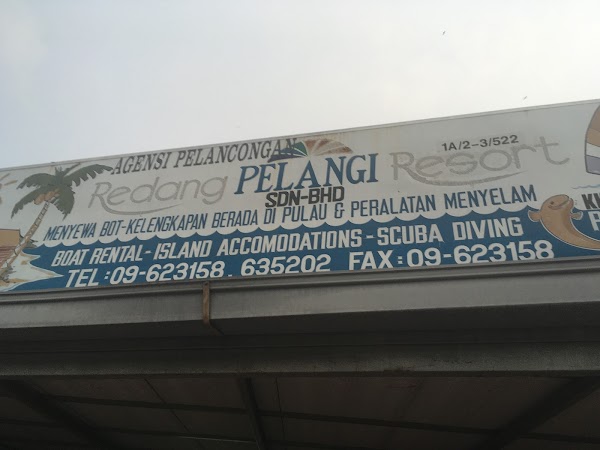 AGENSI PELANCONGAN
Redang PELANGI Resort
1A/2-3/522
SDN-BHD
MENYEWA BOT-KELENGKAPAN BERADA DI PULAU & PERALATAN MENYELAM
BOAT RENTAL-ISLAND ACCOMODATIONS-SCUBA DIVING
TEL:09-623158, 635202 FAX:09-623158